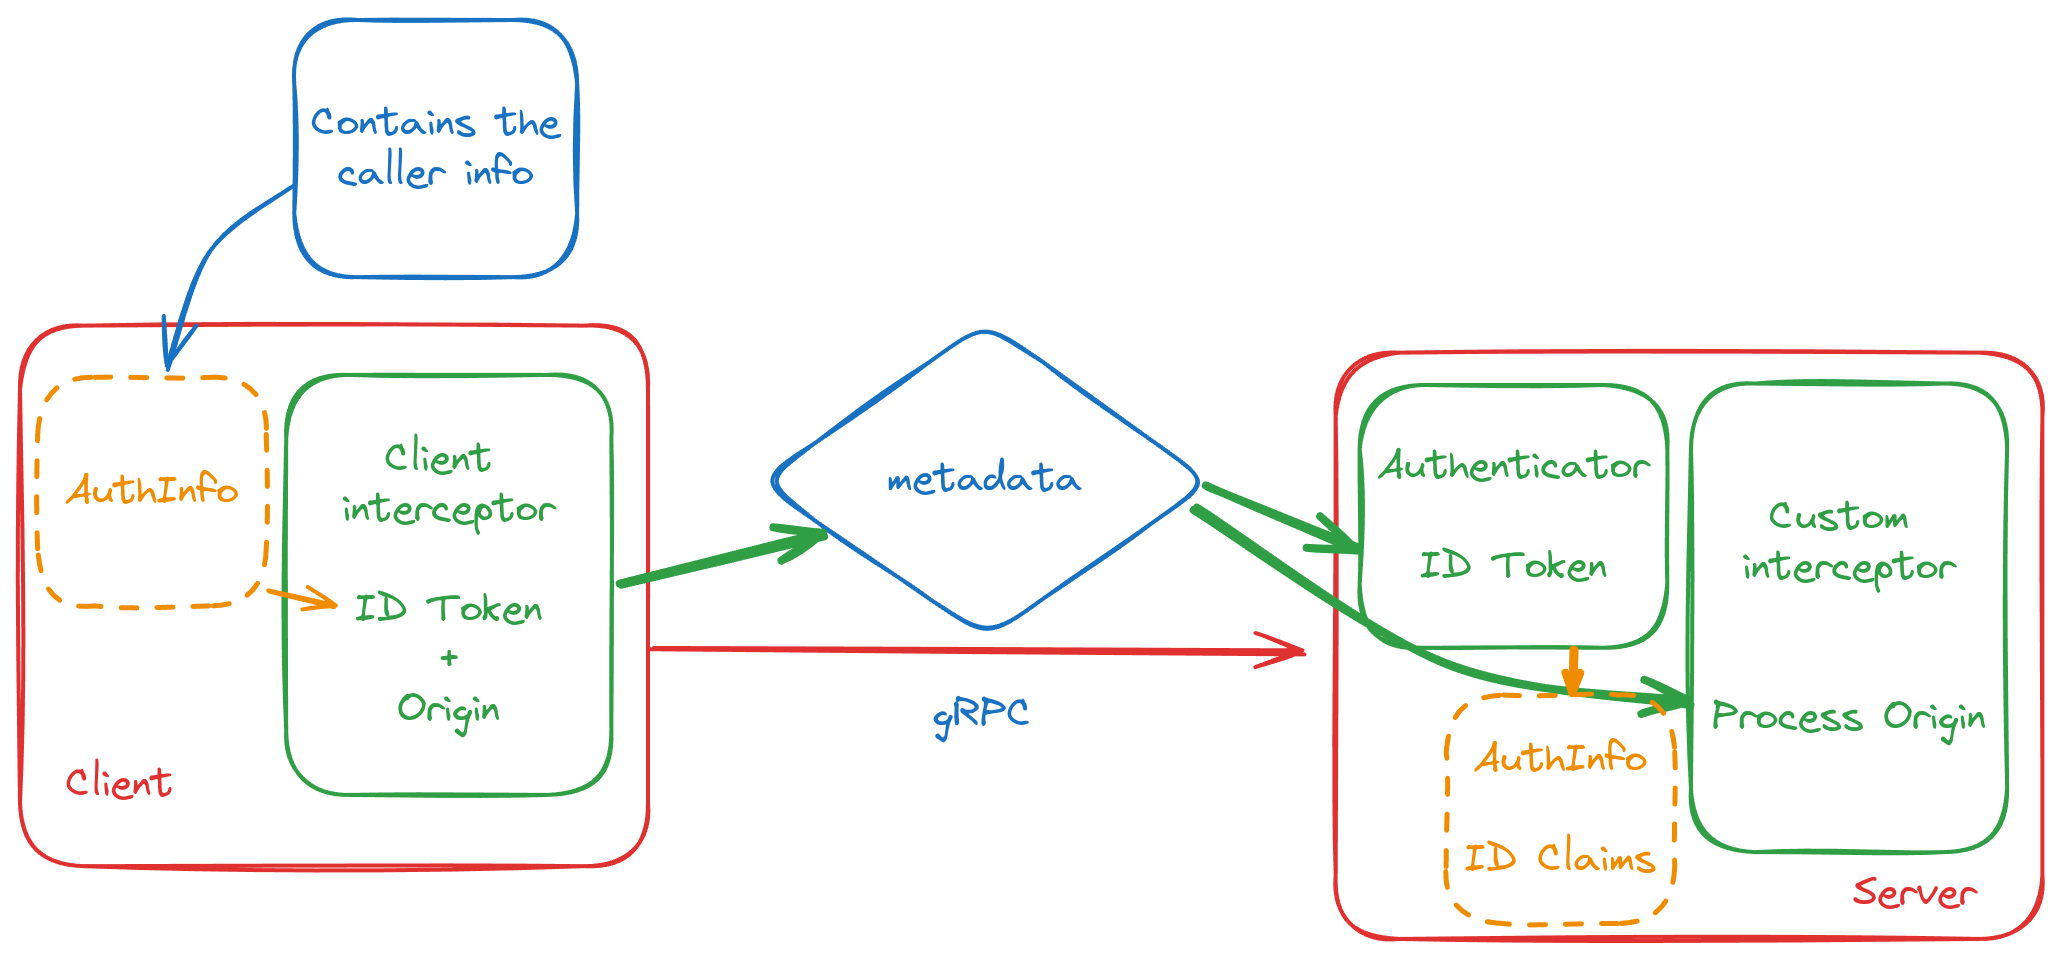 Contains the
caller info
AuthInfo
Client
interceptor
ID Token
+
Origin
Client
metadata
gRPC
Authenticator
ID Token
AuthInfo
ID Claims
Custom
interceptor
Process Origin
Server